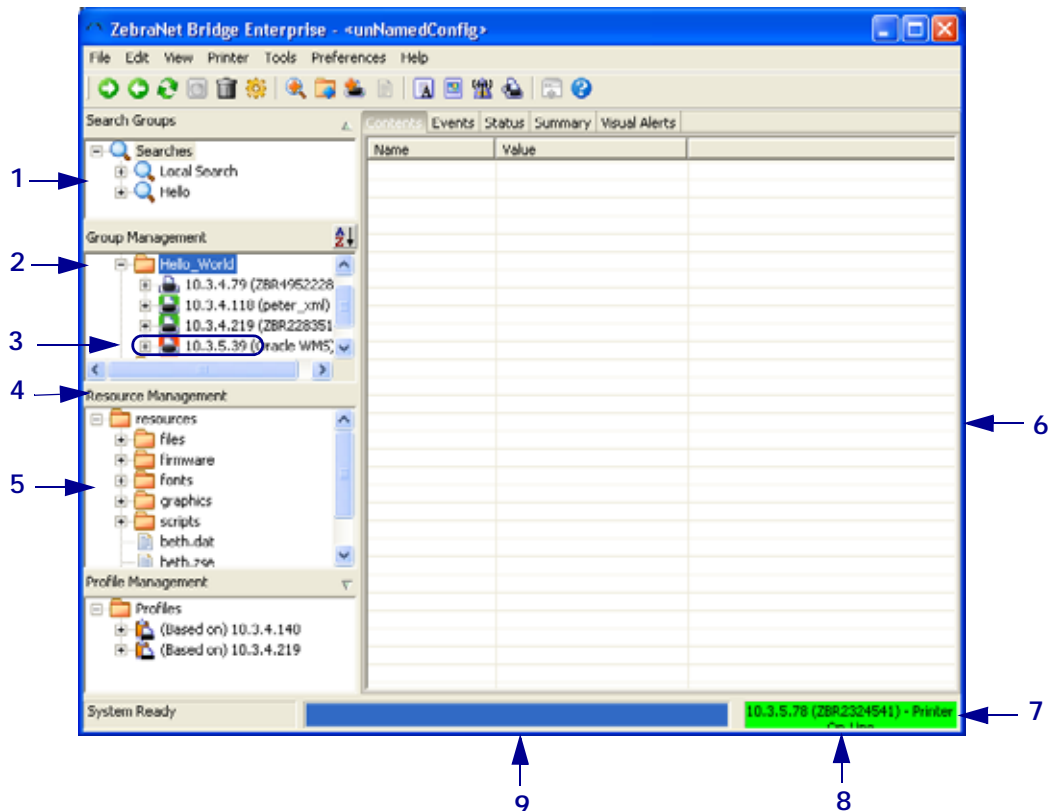 ZebraNet Bridge Enterprise - <unNamedConfig>
File Edit View Printer Tools Preferences Help
Search Groups
Contents Events Status Summary Visual Alerts
Searches
Name Value
Local Search
1
Hello
Group Management
2
Hello_World
10.3.4.79 (ZBR4952228
10.3.4.118 (peter_xml)
10.3.4.219 (ZBR228351
3
10.3.5.39 (Oracle WMS)
4
Resource Management
6
resources
files
firmware
5
fonts
graphics
scripts
beth.dat
beth.zse
Profile Management
Profiles
(Based on) 10.3.4.140
(Based on) 10.3.4.219
System Ready
10.3.5.78 (ZBR2324541) - Printer
On Line
7
9
8